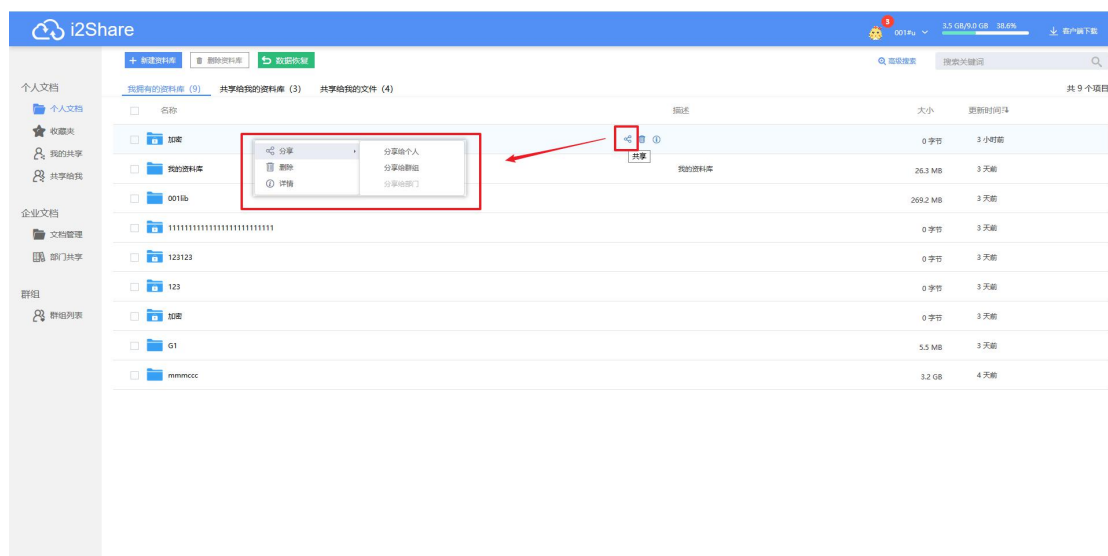 i2Share
3
001#u
3.5 GB/9.0 GB 38.6%
客户端下载
+ 新建资料库
删除资料库
数据恢复
高级搜索
搜索关键词
个人文档
个人文档
收藏夹
我的共享
共享给我
企业文档
文档管理
部门共享
群组
群组列表
我拥有的资料库 (9) 共享给我的资料库 (3) 共享给我的文件 (4)
共 9 个项目
名称 描述 大小 更新时间
加密 0 字节 3 小时前
共享
我的资料库 我的资料库 26.3 MB 3 天前
001lib 269.2 MB 3 天前
0 字节 3 天前
123123 0 字节 3 天前
123 0 字节 3 天前
加密 0 字节 3 天前
G1 5.5 MB 3 天前
mmmccc 3.2 GB 4 天前
分享
删除
详情
分享给个人
分享给群组
分享给部门